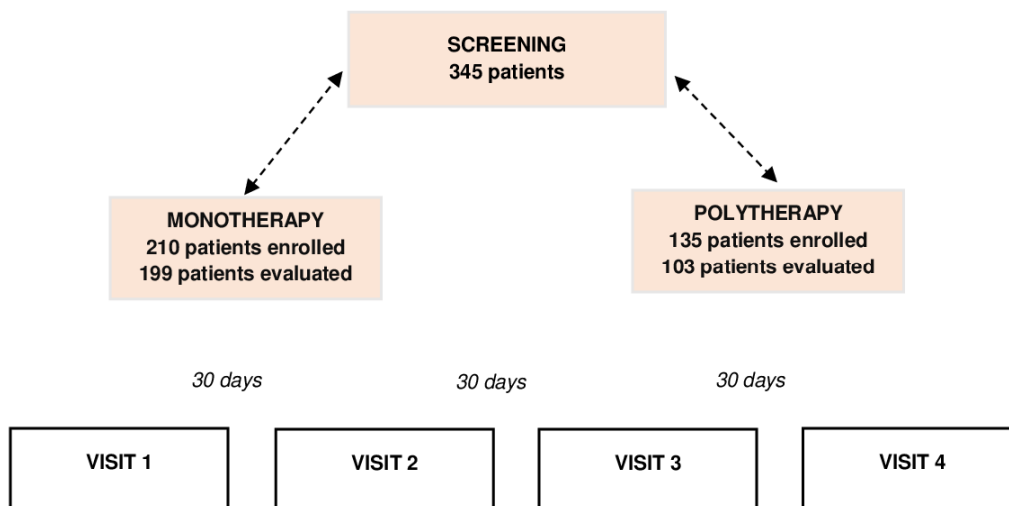 SCREENING
345 patients
MONOTHERAPY
210 patients enrolled
199 patients evaluated
POLYTHERAPY
135 patients enrolled
103 patients evaluated
30 days
30 days
30 days
VISIT 1
VISIT 2
VISIT 3
VISIT 4